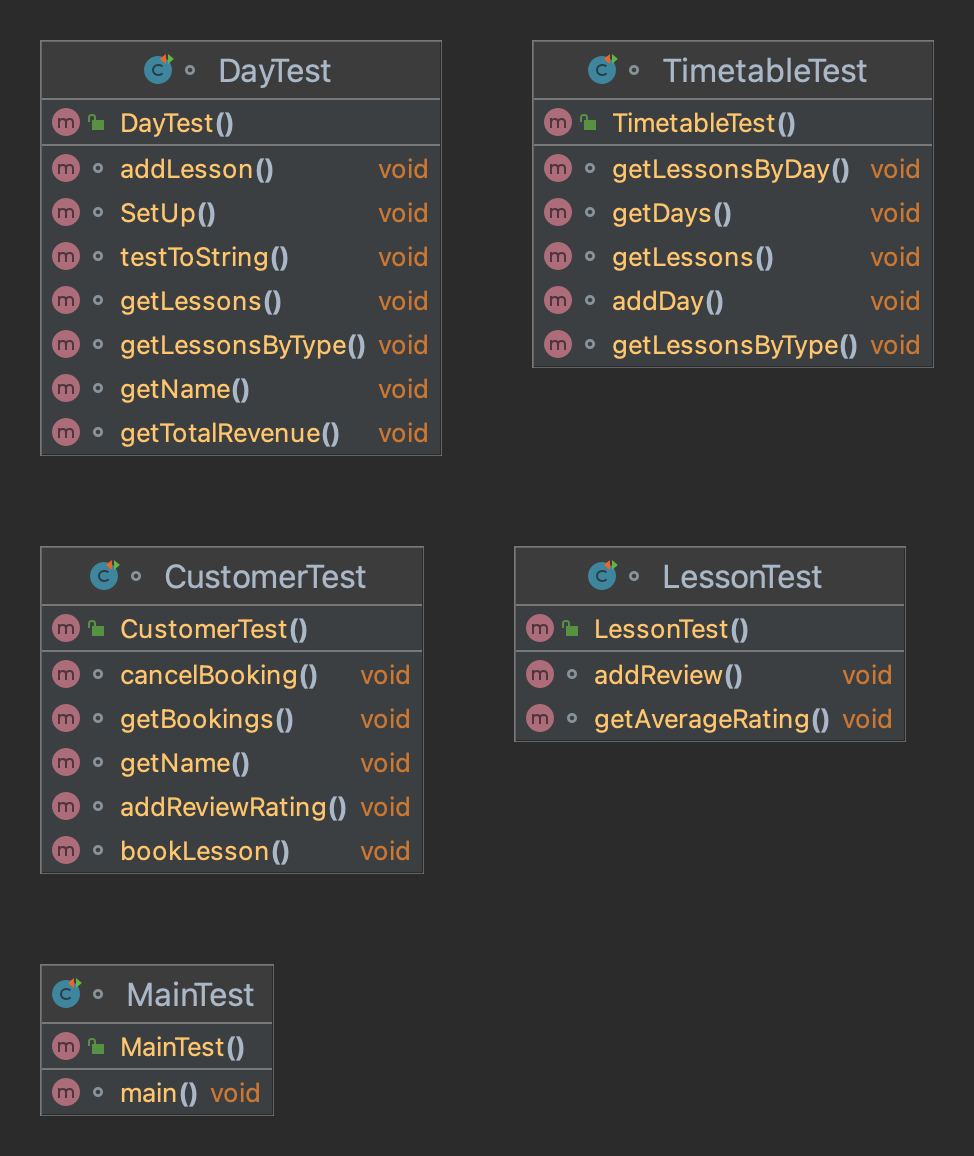 DayTest
DayTest()
addLesson() void
SetUp() void
testToString() void
getLessons() void
getLessonsByType() void
getName() void
getTotalRevenue() void
TimetableTest
TimetableTest()
getLessonsByDay() void
getDays() void
getLessons() void
addDay() void
getLessonsByType() void
CustomerTest
CustomerTest()
cancelBooking() void
getBookings() void
getName() void
addReviewRating() void
bookLesson() void
LessonTest
LessonTest()
addReview() void
getAverageRating() void
MainTest
MainTest()
main() void